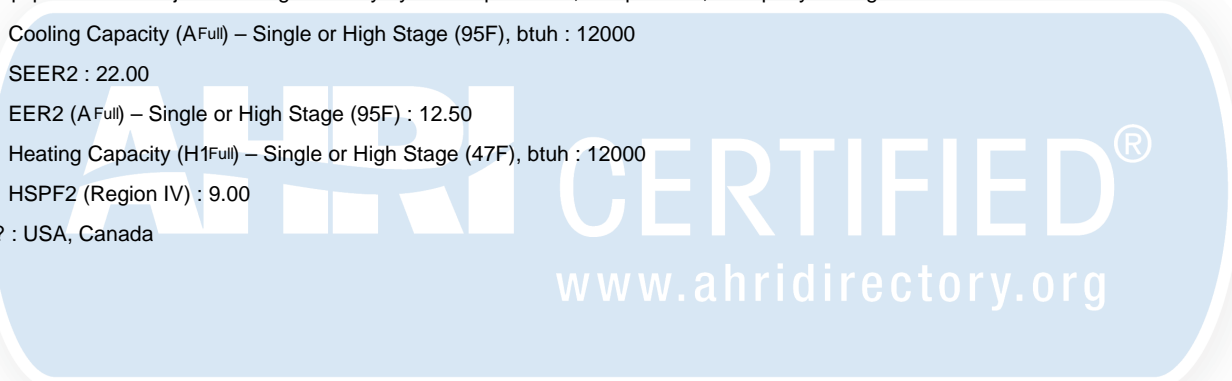 Cooling Capacity (AFull) – Single or High Stage (95F), btuh : 12000
SEER2 : 22.00
EER2 (AFull) – Single or High Stage (95F) : 12.50
Heating Capacity (H1Full) – Single or High Stage (47F), btuh : 12000
HSPF2 (Region IV) : 9.00
? : USA, Canada
AHRI CERTIFIED®
www.ahridirectory.org